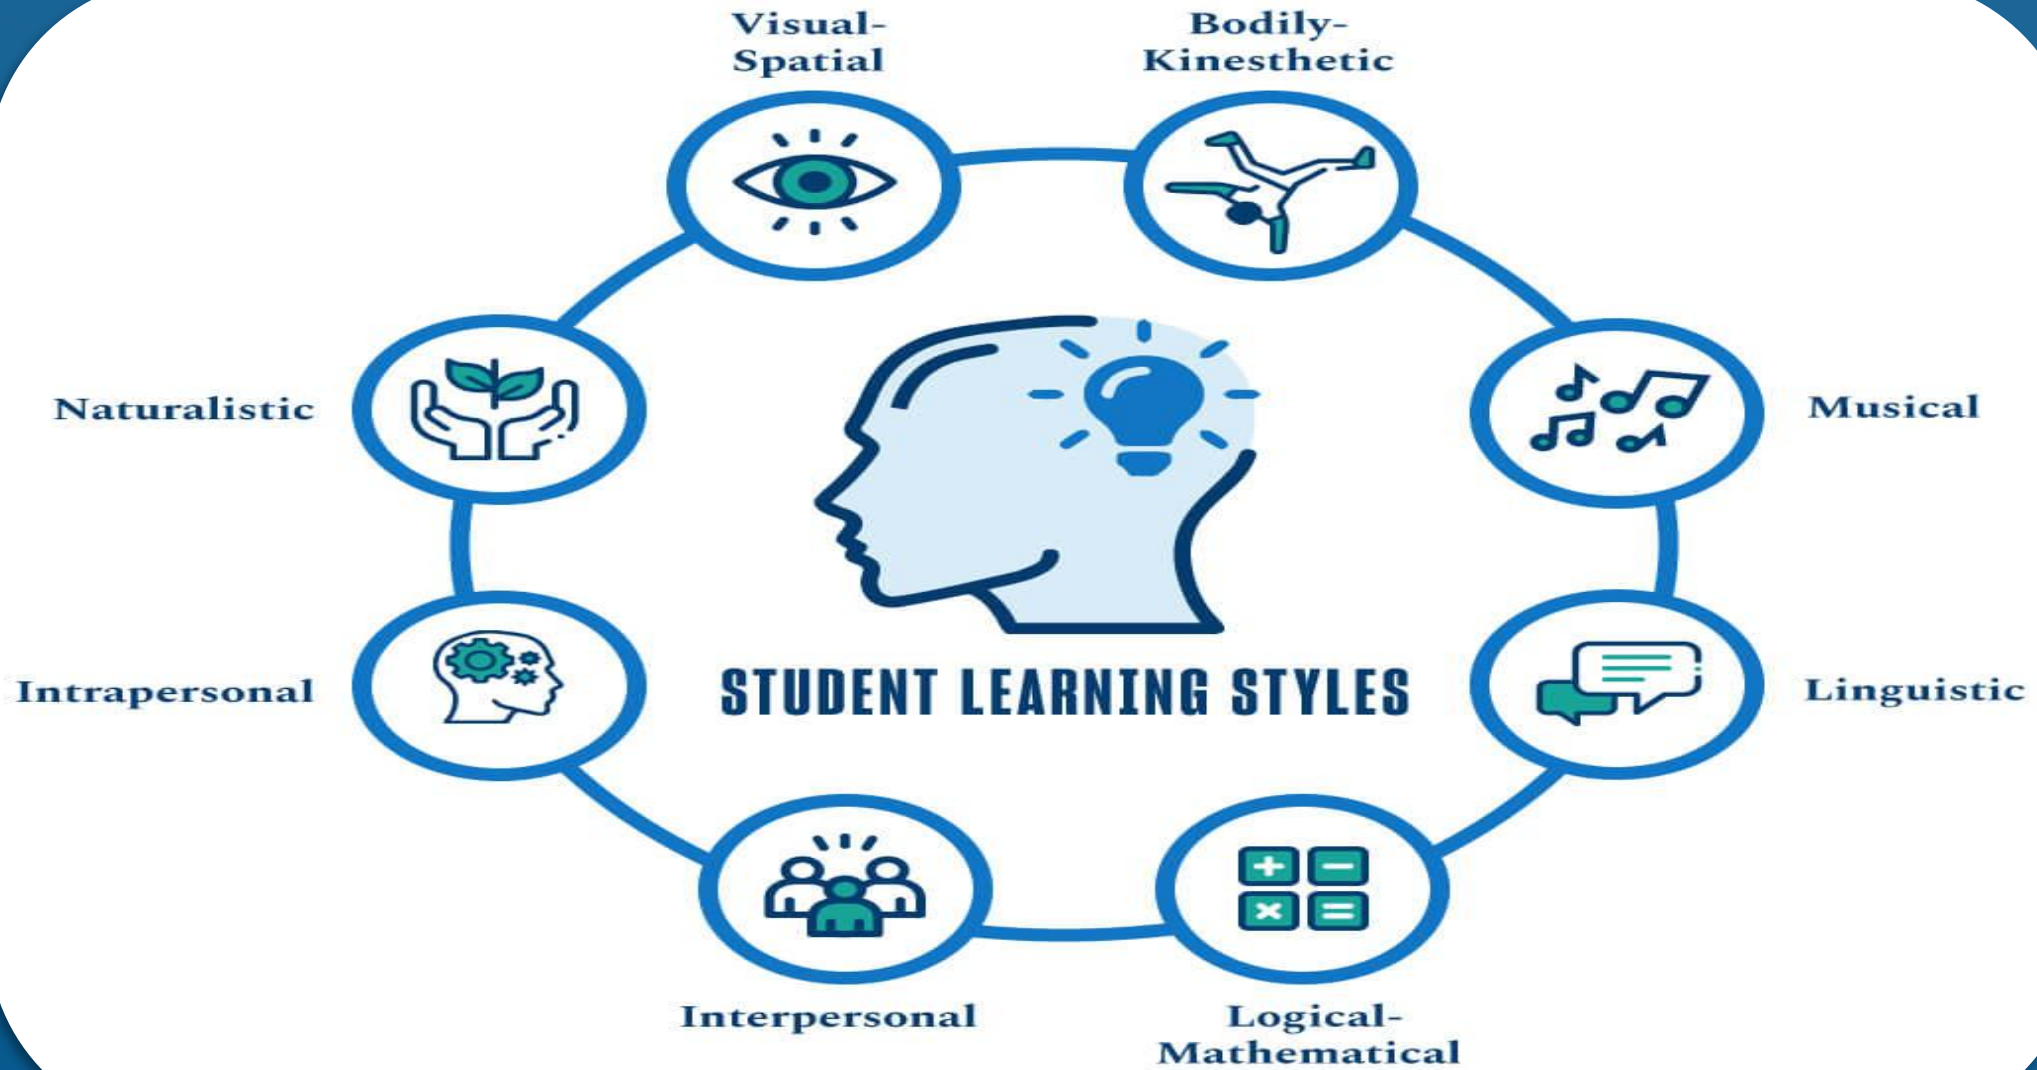 Visual-
Spatial
Bodily-
Kinesthetic
Naturalistic
Musical
Intrapersonal
STUDENT LEARNING STYLES
Linguistic
Interpersonal
Logical-
Mathematical